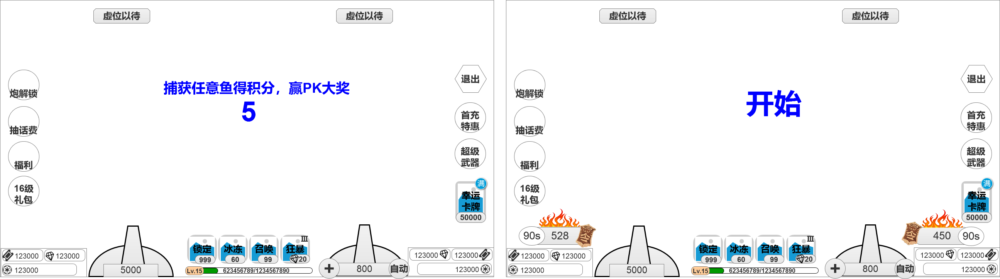 虚位以待
虚位以待
捕获任意鱼得积分，赢PK大奖
5
炮解锁
抽话费
福利
16级
礼包
退出
首充
特惠
超级
武器
满
幸运
卡牌
50000
123000
123000
123000
5000
锁定
999
冰冻
60
召唤
99
III
狂暴
20
Lv.15
623456789/1234567890
+
800
自动
123000
123000
123000
虚位以待
虚位以待
开始
炮解锁
抽话费
福利
16级
礼包
退出
首充
特惠
超级
武器
满
幸运
卡牌
50000
90s
528
令
令
450
90s
123000
123000
123000
5000
锁定
999
冰冻
60
召唤
99
III
狂暴
20
Lv.15
623456789/1234567890
+
800
自动
123000
123000
123000